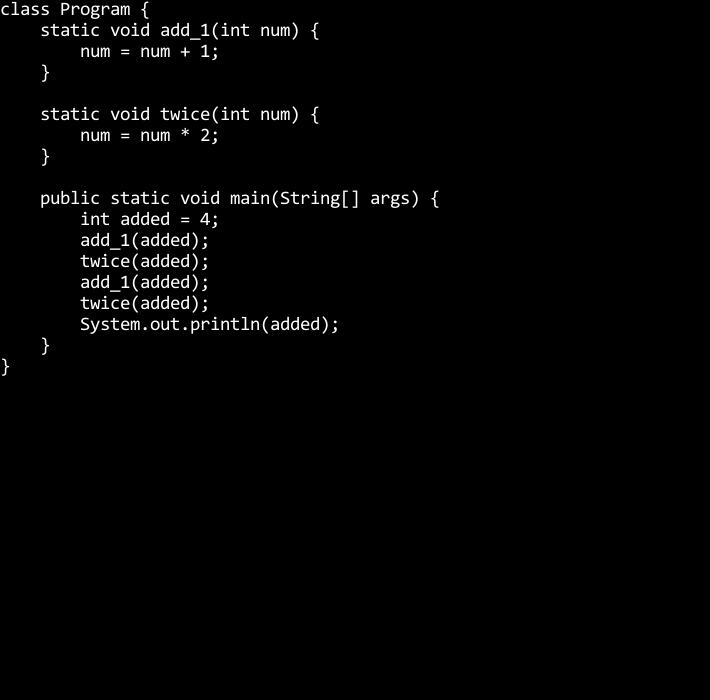 class Program {
    static void add_1(int num) {
        num = num + 1;
    }

    static void twice(int num) {
        num = num * 2;
    }

    public static void main(String[] args) {
        int added = 4;
        add_1(added);
        twice(added);
        add_1(added);
        twice(added);
        System.out.println(added);
    }
}